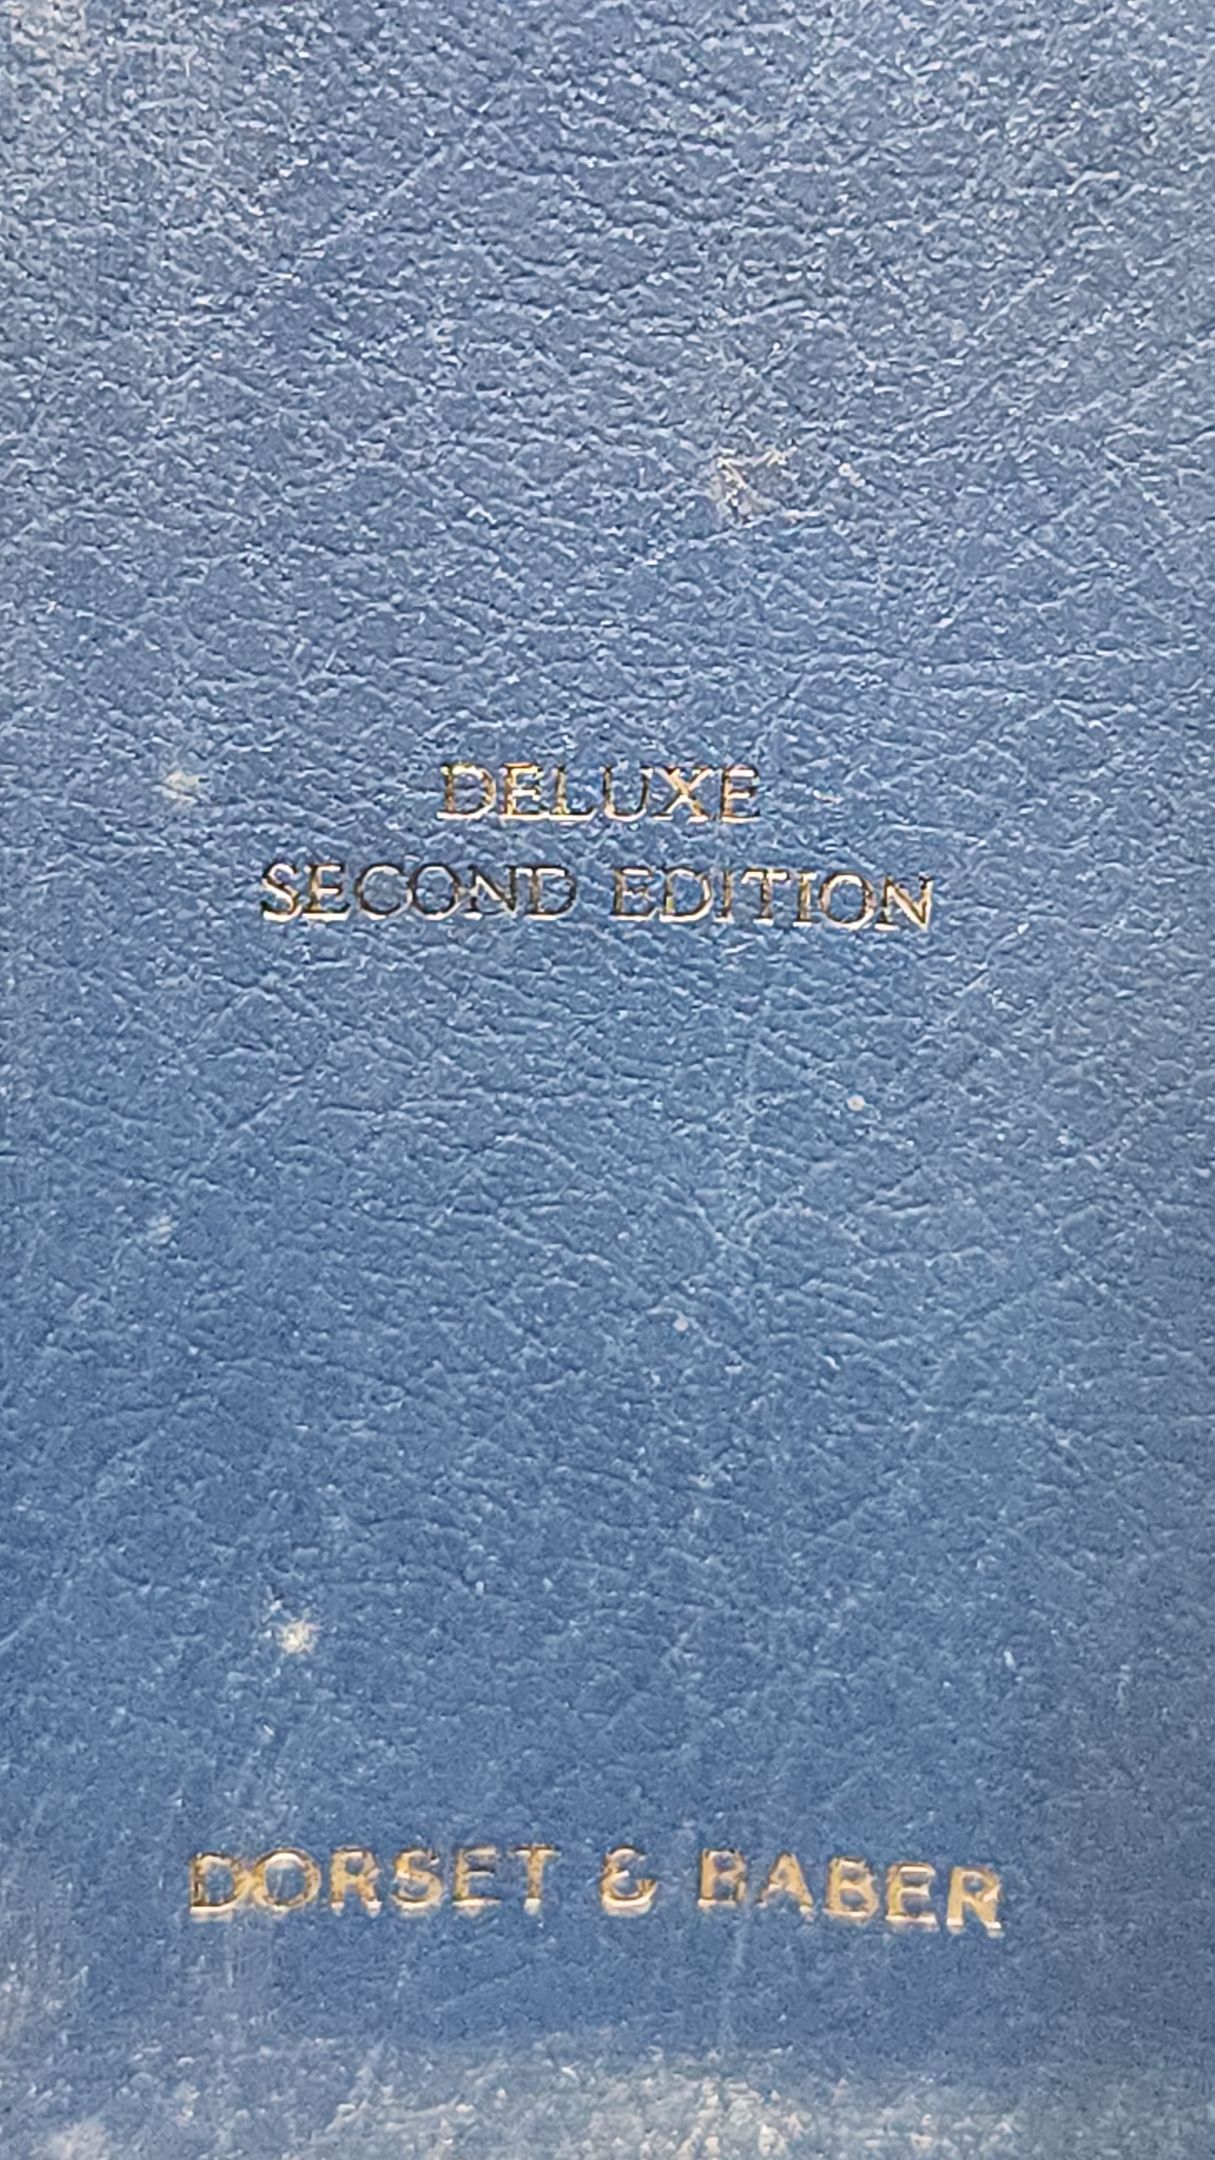 DELUXE
SECOND EDITION
DORSET & BABER